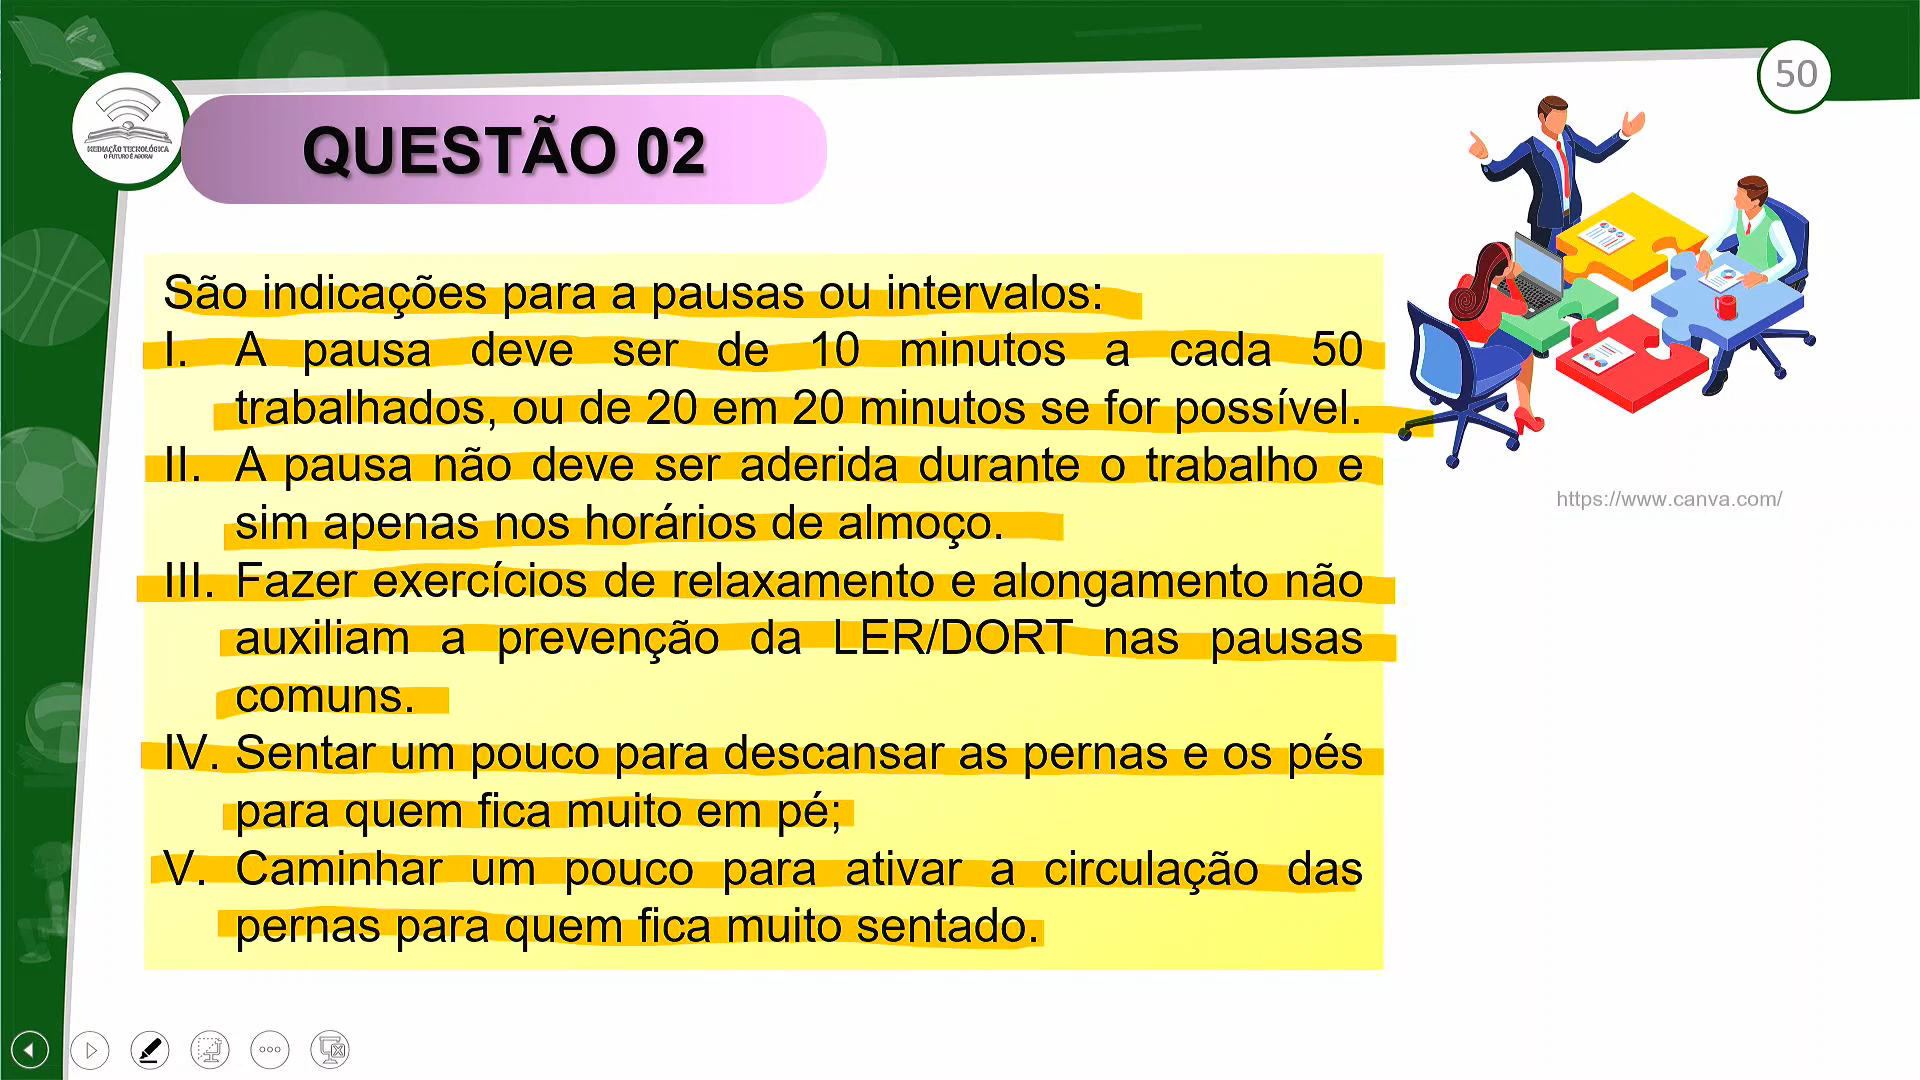 50
MEDIAÇÃO TECNOLÓGICA
O FUTURO É AGORA!
QUESTÃO 02
São indicações para a pausas ou intervalos:
I. A pausa deve ser de 10 minutos a cada 50
trabalhados, ou de 20 em 20 minutos se for possível.
II. A pausa não deve ser aderida durante o trabalho e
sim apenas nos horários de almoço.
III. Fazer exercícios de relaxamento e alongamento não
auxiliam a prevenção da LER/DORT nas pausas
comuns.
IV. Sentar um pouco para descansar as pernas e os pés
para quem fica muito em pé;
V. Caminhar um pouco para ativar a circulação das
pernas para quem fica muito sentado.
https://www.canva.com/